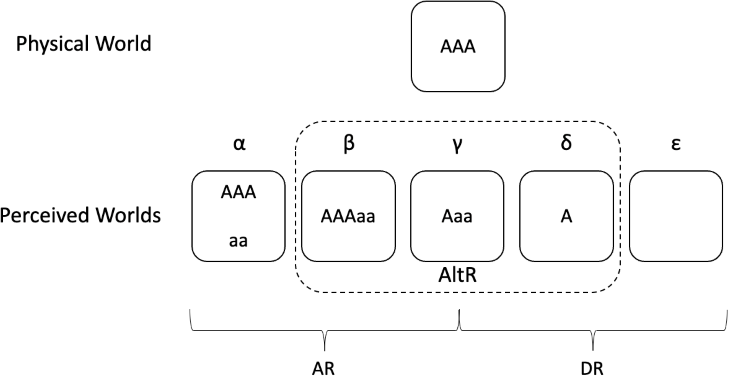 Physical World
AAA
α β γ δ ε
Perceived Worlds
AAA
aa
AAAaa
Aaa
A
AltR
AR
DR